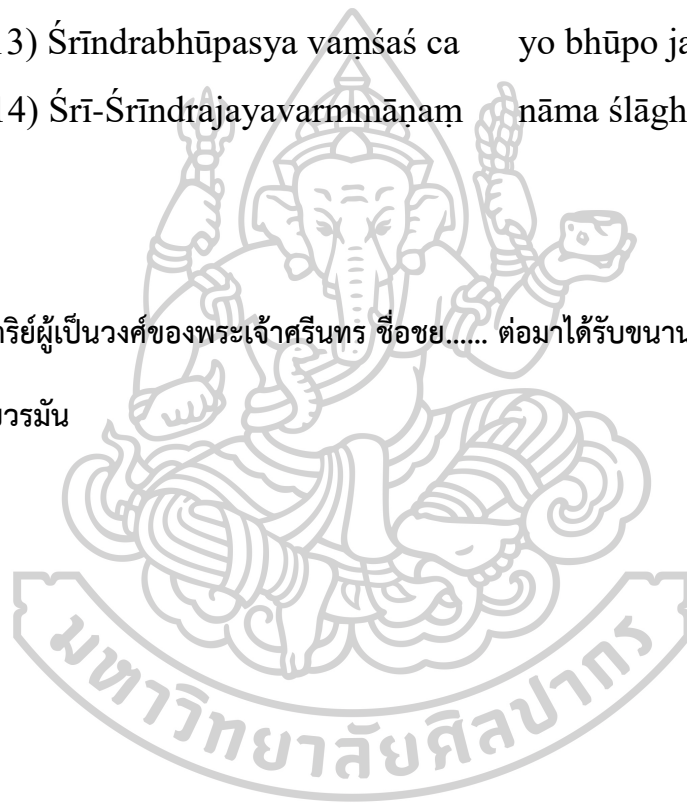 13) Śrīndrabhūpasya vaṃśaś ca yo bhūpo ja
14) Śrī-Śrīndrajayavarmmāṇaṃ nāma ślāgh
ริย์ผู้เป็นวงศ์ของพระเจ้าศรีนทร ชื่อชย...... ต่อมาได้รับขนาน
วรมัน
มหาวิทยาลัยศิลปากร